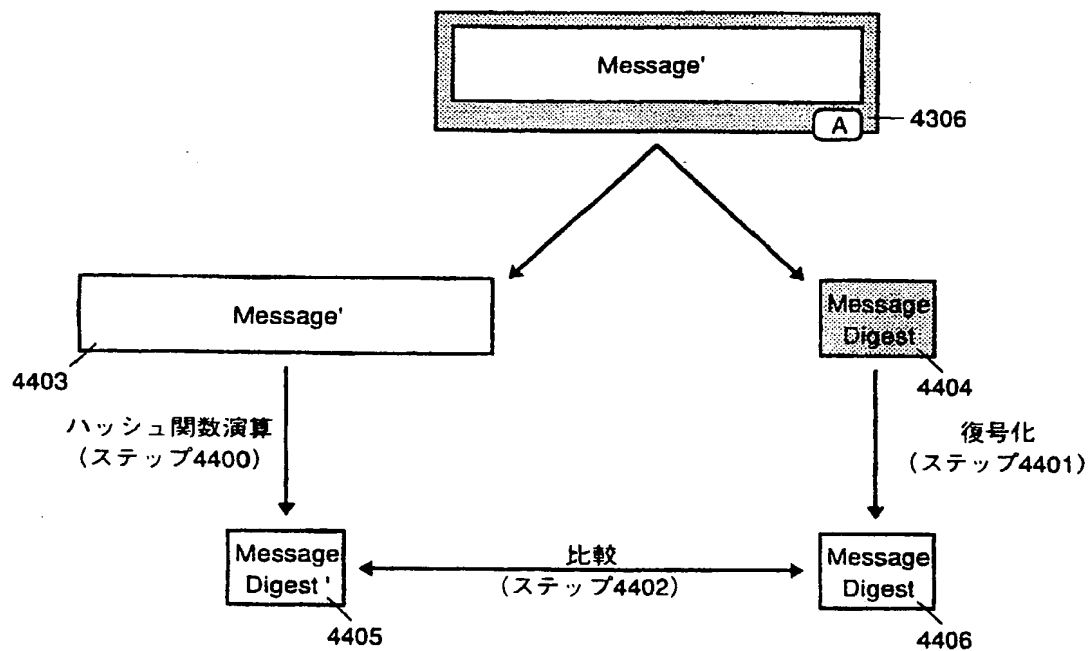 Message'
A
4306
Message'
4403
Message
Digest
4404
ハッシュ関数演算
（ステップ4400）
復号化
（ステップ4401）
Message
Digest '
4405
比較
（ステップ4402）
Message
Digest
4406